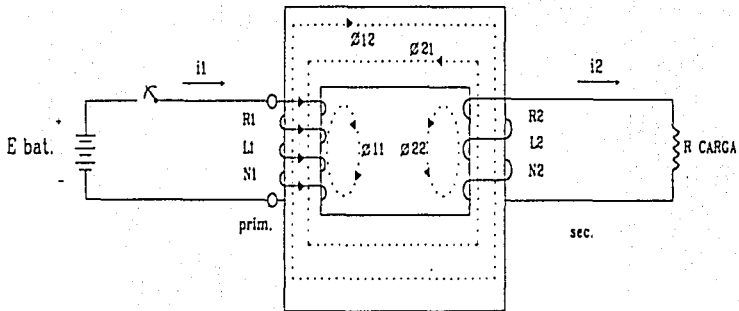 Ø12
Ø21
i1
i2
E bat.
+
-
R1
L1
N1
Ø11
Ø22
R2
L2
N2
R CARGA
prim.
sec.